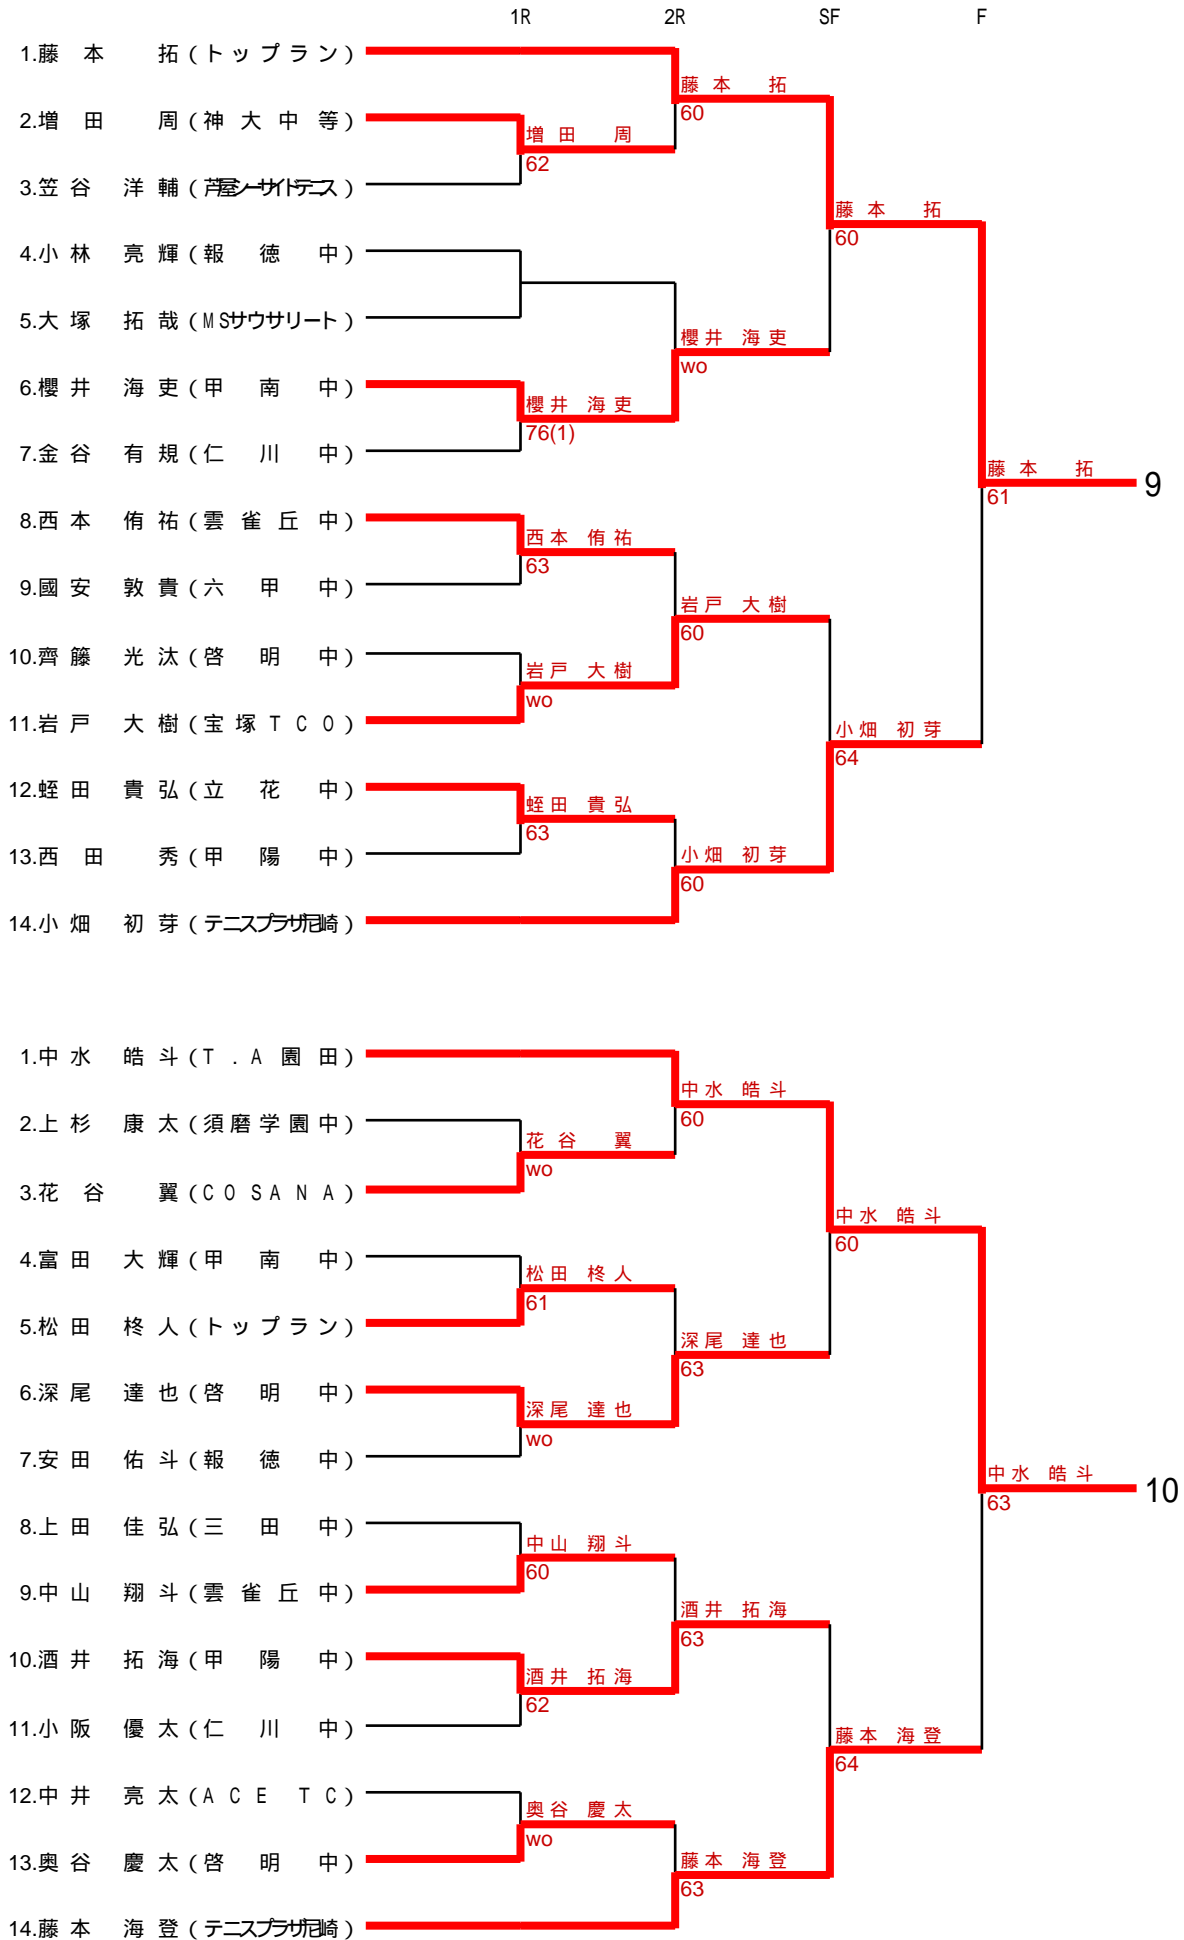 1R 2R SF F
1.藤本 拓(トップラン)
藤本 拓
60
2.増田 周(神大中等)
増田 周
62
3.笠谷 洋輔(芦屋シーサイドテニス)
藤本 拓
60
4.小林 亮輝(報徳中)
5.大塚 拓哉(MSサウサリート)
櫻井 海吏
wo
6.櫻井 海吏(甲南中)
櫻井 海吏
76(1)
7.金谷 有規(仁川中)
藤本 拓
61
9
8.西本 侑祐(雲雀丘中)
西本 侑祐
63
9.國安 敦貴(六甲中)
岩戸 大樹
60
10.齊籐 光汰(啓明中)
岩戸 大樹
wo
11.岩戸 大樹(宝塚TCO)
小畑 初芽
64
12.蛭田 貴弘(立花中)
蛭田 貴弘
63
13.西田 秀(甲陽中)
小畑 初芽
60
14.小畑 初芽(テニスプラザ尼崎)
1.中水 皓斗(T.A園田)
中水 皓斗
60
2.上杉 康太(須磨学園中)
花谷 翼
wo
3.花谷 翼(COSANA)
中水 皓斗
60
4.富田 大輝(甲南中)
松田 柊人
61
5.松田 柊人(トップラン)
深尾 達也
63
6.深尾 達也(啓明中)
深尾 達也
wo
7.安田 佑斗(報徳中)
中水 皓斗
63
10
8.上田 佳弘(三田中)
中山 翔斗
60
9.中山 翔斗(雲雀丘中)
酒井 拓海
63
10.酒井 拓海(甲陽中)
酒井 拓海
62
11.小阪 優太(仁川中)
藤本 海登
64
12.中井 亮太(ACE TC)
奥谷 慶太
wo
13.奥谷 慶太(啓明中)
藤本 海登
63
14.藤本 海登(テニスプラザ尼崎)